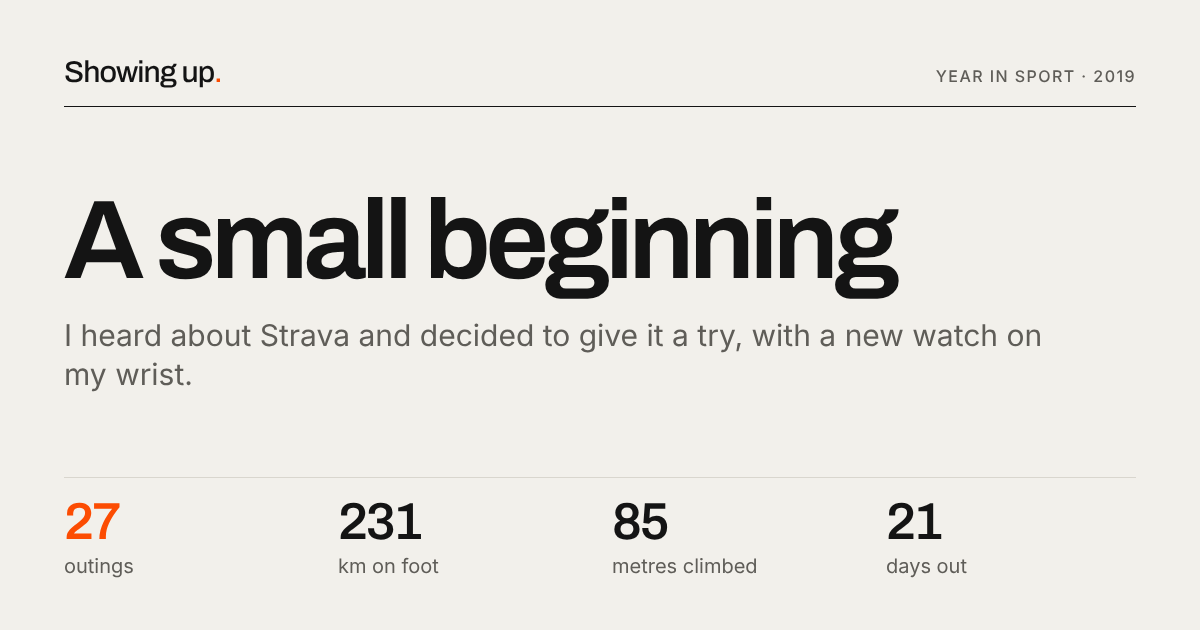 Showing up.
YEAR IN SPORT · 2019
A small beginning
I heard about Strava and decided to give it a try, with a new watch on
my wrist.
27
outings
231
km on foot
85
metres climbed
21
days out